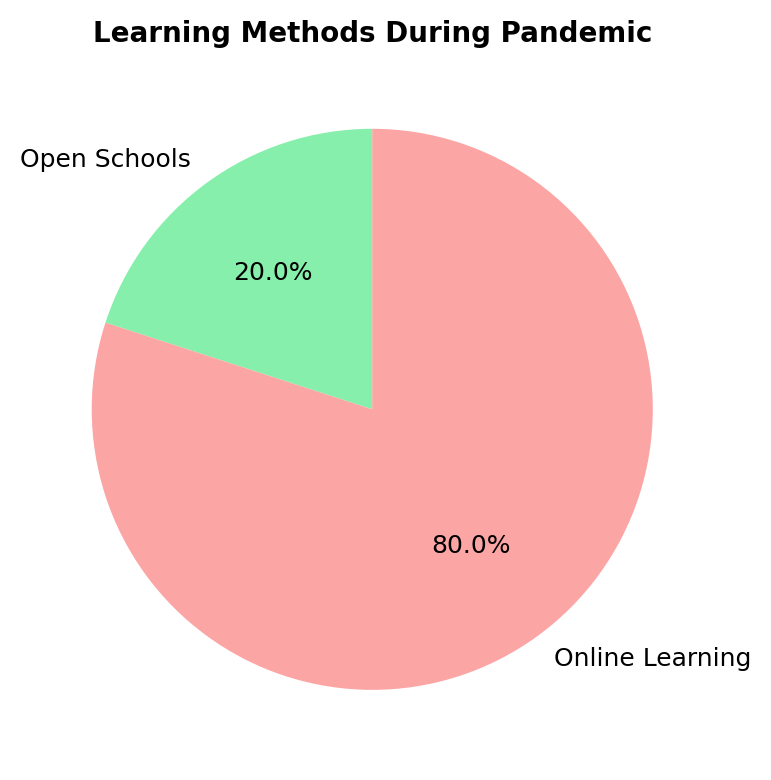 Learning Methods During Pandemic
Open Schools
20.0%
80.0%
Online Learning